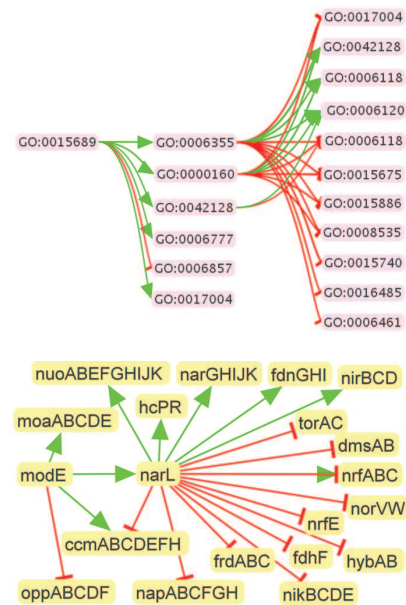 GO:0017004
GO:0042128
GO:0006118
GO:0006120
GO:0015689 GO:0006355 GO:0006118
GO:0000160 GO:0015675
GO:0042128 GO:0015886
GO:0006777 GO:0008535
GO:0006857 GO:0015740
GO:0017004 GO:0016485
GO:0006461
nuoABEFGHIJK narGHIJK fdnGHI nirBCD
hcPR
moaABCDE torAC
dmsAB
modE narL nrfABC
norVW
nrfE
ccmABCDEFH hybAB
frdABC fdhF
oppABCDF napABCFGH nikBCDE